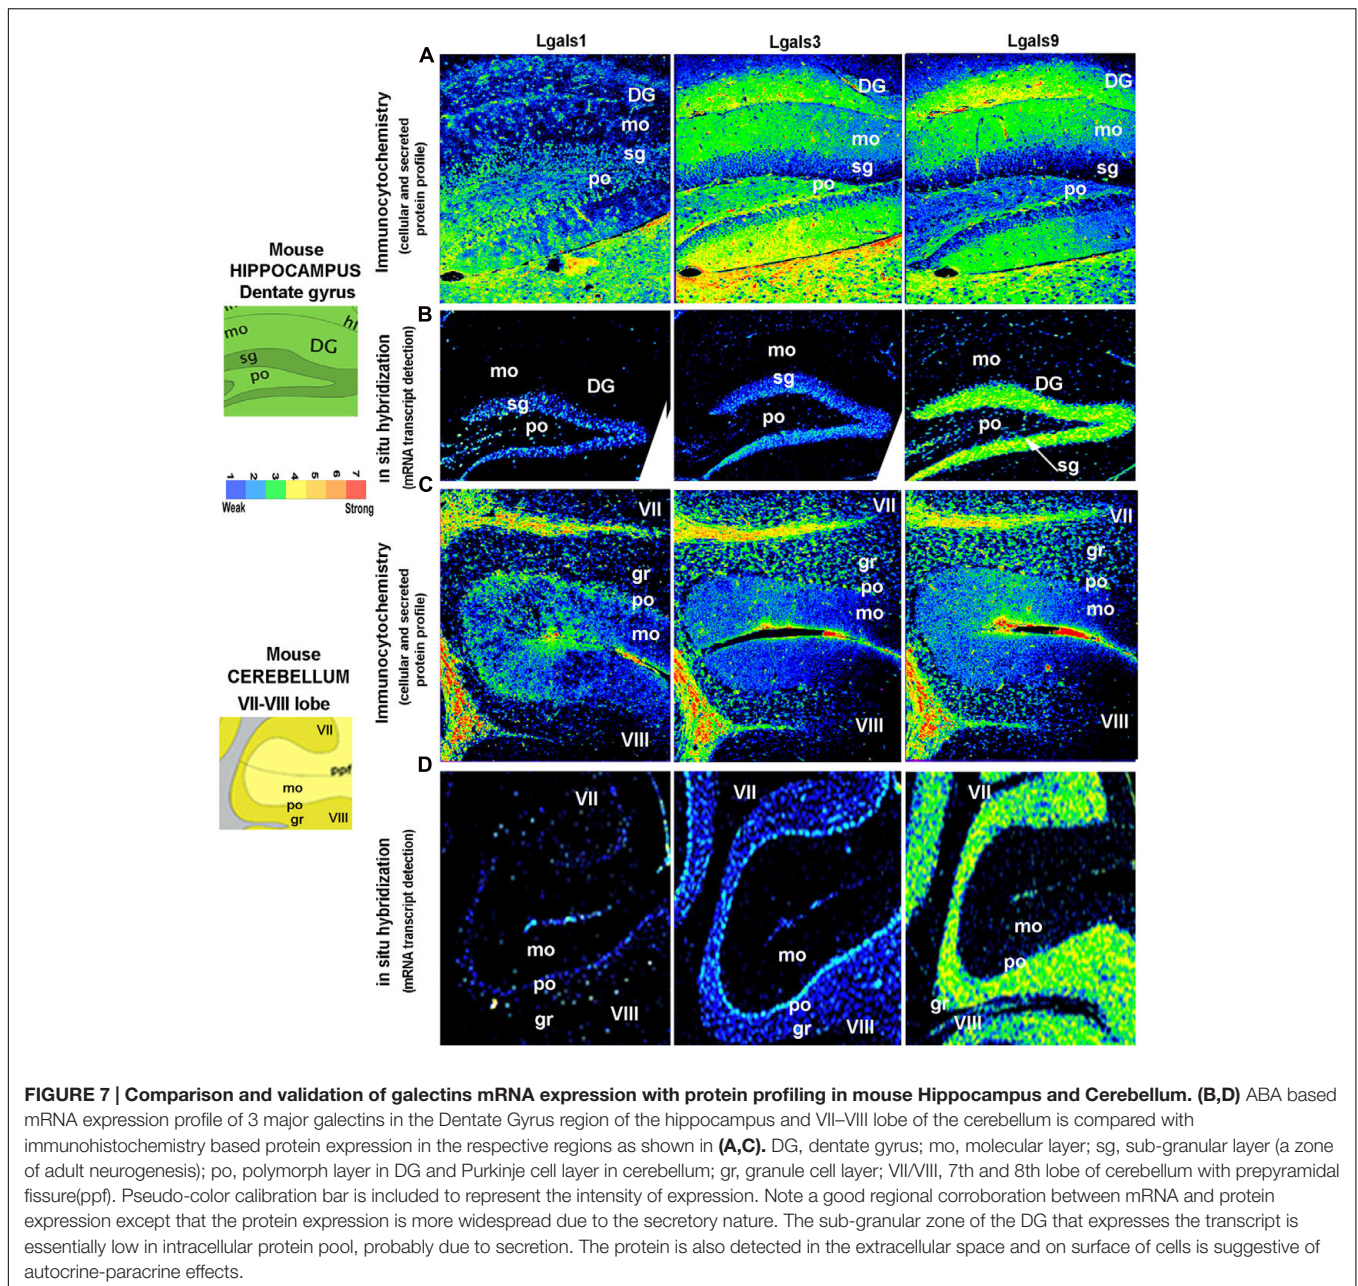 Lgals1
Lgals3
Lgals9
A
Immunocytochemistry
(cellular and secreted
protein profile)
DG
mo
sg
po
DG
mo
sg
po
DG
mo
sg
po
Mouse
HIPPOCAMPUS
Dentate gyrus
mo
DG
sg
po
1 2 3 4 5 6 7
Weak
Strong
B
in situ hybridization
(mRNA transcript detection)
mo
DG
sg
po
mo
sg
po
mo
DG
po
sg
C
Immunocytochemistry
(cellular and secreted
protein profile)
VII
gr
po
mo
VIII
VII
gr
po
mo
VIII
VII
gr
po
mo
VIII
Mouse
CEREBELLUM
VII-VIII lobe
VII
ppf
mo
po
gr
VIII
D
in situ hybridization
(mRNA transcript detection)
VII
mo
po
gr
VIII
VII
mo
po
gr
VIII
VII
mo
po
gr
VIII
FIGURE 7 | Comparison and validation of galectins mRNA expression with protein profiling in mouse Hippocampus and Cerebellum. (B,D) ABA based
mRNA expression profile of 3 major galectins in the Dentate Gyrus region of the hippocampus and VII–VIII lobe of the cerebellum is compared with
immunohistochemistry based protein expression in the respective regions as shown in (A,C). DG, dentate gyrus; mo, molecular layer; sg, sub-granular layer (a zone
of adult neurogenesis); po, polymorph layer in DG and Purkinje cell layer in cerebellum; gr, granule cell layer; VII/VIII, 7th and 8th lobe of cerebellum with prepyramidal
fissure(ppf). Pseudo-color calibration bar is included to represent the intensity of expression. Note a good regional corroboration between mRNA and protein
expression except that the protein expression is more widespread due to the secretory nature. The sub-granular zone of the DG that expresses the transcript is
essentially low in intracellular protein pool, probably due to secretion. The protein is also detected in the extracellular space and on surface of cells is suggestive of
autocrine-paracrine effects.